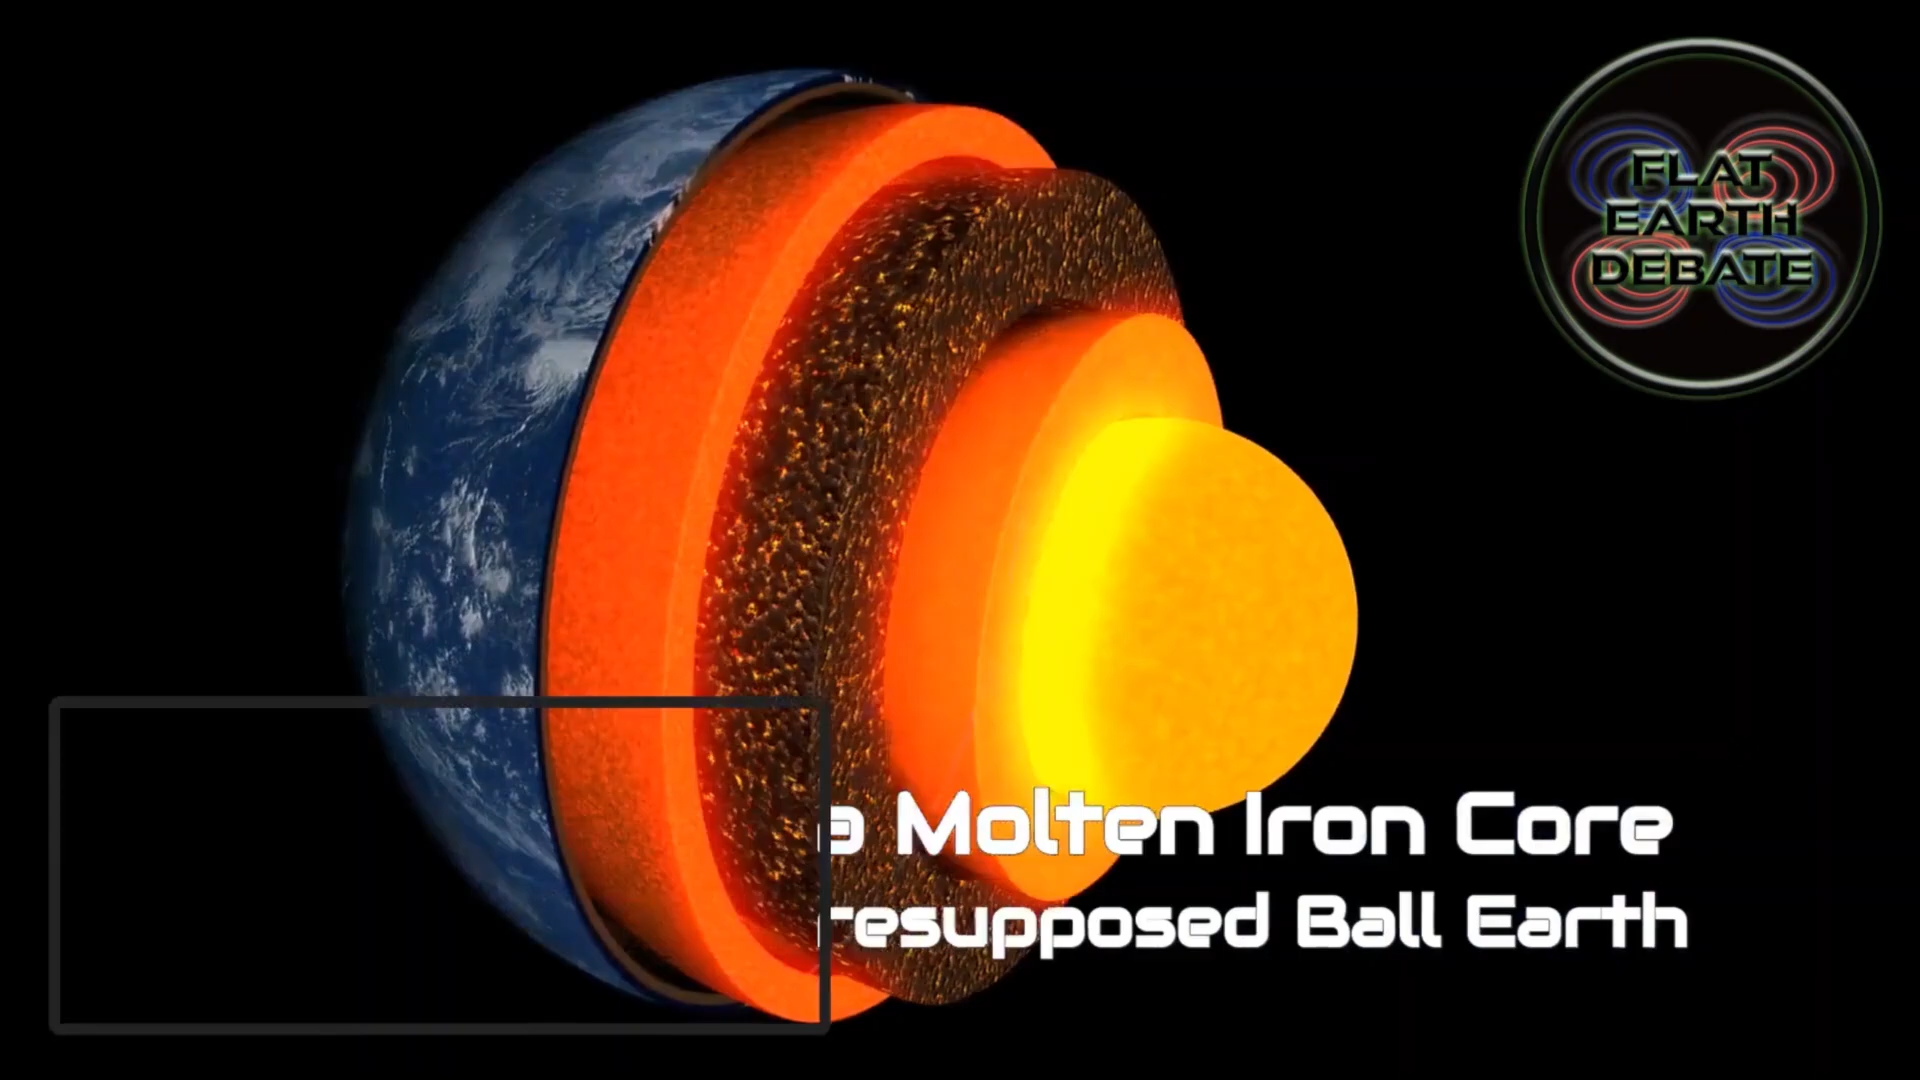 FLAT
EARTH
DEBATE
a Molten Iron Core
resupposed Ball Earth